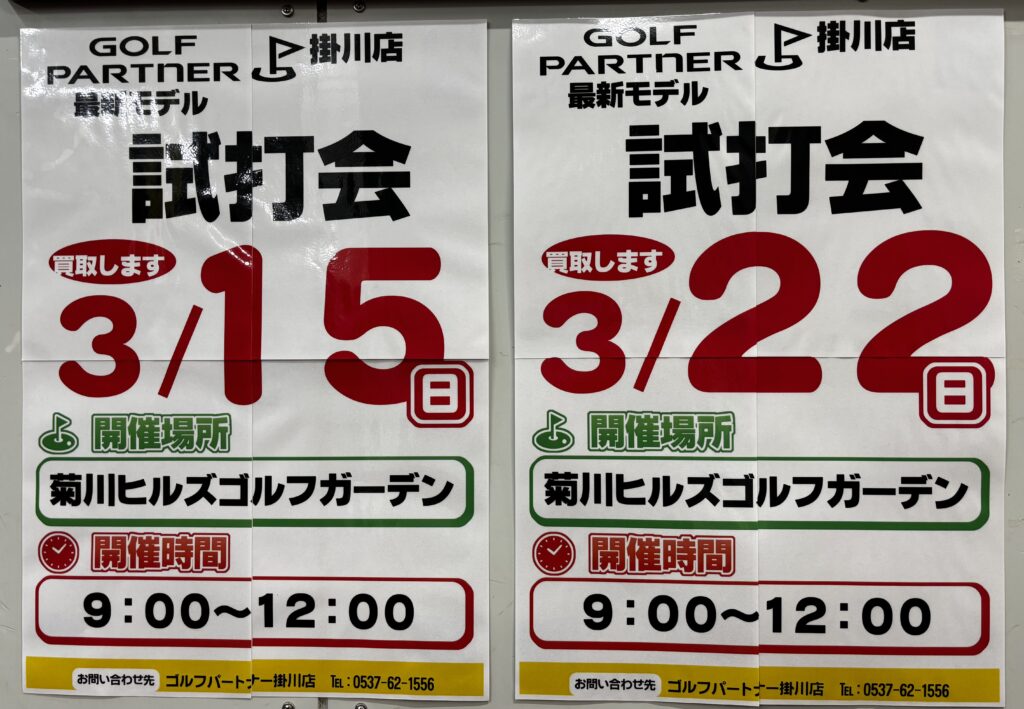 GOLF
PARTNER 掛川店
最新モデル
試打会
買取します
3/15
日
開催場所
菊川ヒルズゴルフガーデン
開催時間
9:00〜12:00
お問い合わせ先 ゴルフパートナー掛川店 TEL:0537-62-1556
GOLF
PARTNER 掛川店
最新モデル
試打会
買取します
3/22
日
開催場所
菊川ヒルズゴルフガーデン
開催時間
9:00〜12:00
お問い合わせ先 ゴルフパートナー掛川店 TEL:0537-62-1556